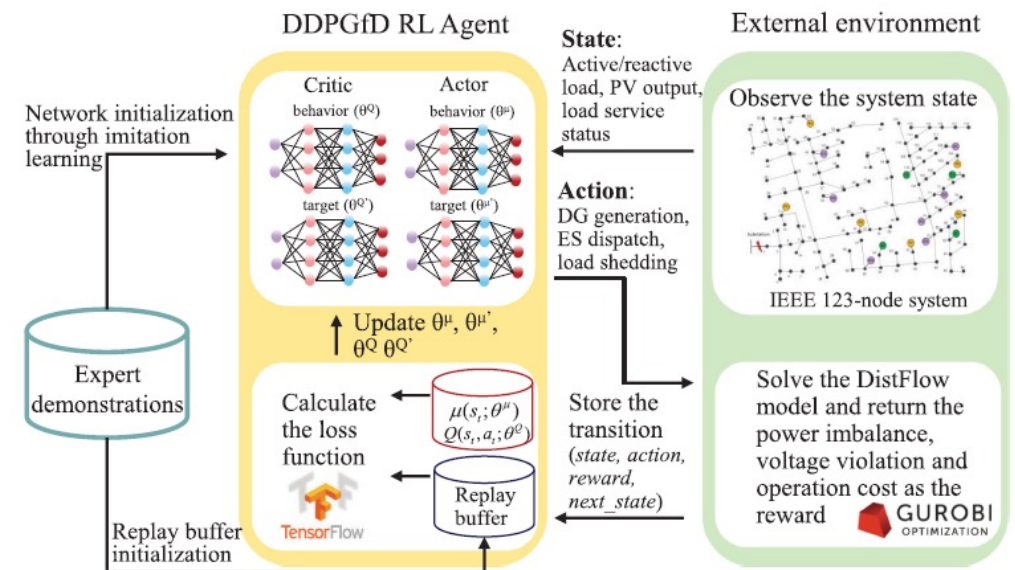 DDPGfD RL Agent
External environment
Network initialization
through imitation
learning
Critic
behavior (θ^Q)
target (θ^Q')
Actor
behavior (θ^μ)
target (θ^μ')
State:
Active/reactive
load, PV output,
load service
status
Action:
DG generation,
ES dispatch,
load shedding
Observe the system state
Substation
IEEE 123-node system
Update θ^μ, θ^μ',
θ^Q θ^Q'
Expert
demonstrations
Calculate
the loss
function
TensorFlow
μ(s_t;θ^μ)
Q(s_t,a_t;θ^Q)
Replay
buffer
Store the
transition
(state, action,
reward,
next_state)
Solve the DistFlow
model and return the
power imbalance,
voltage violation and
operation cost as the
reward
GUROBI
OPTIMIZATION
Replay buffer
initialization